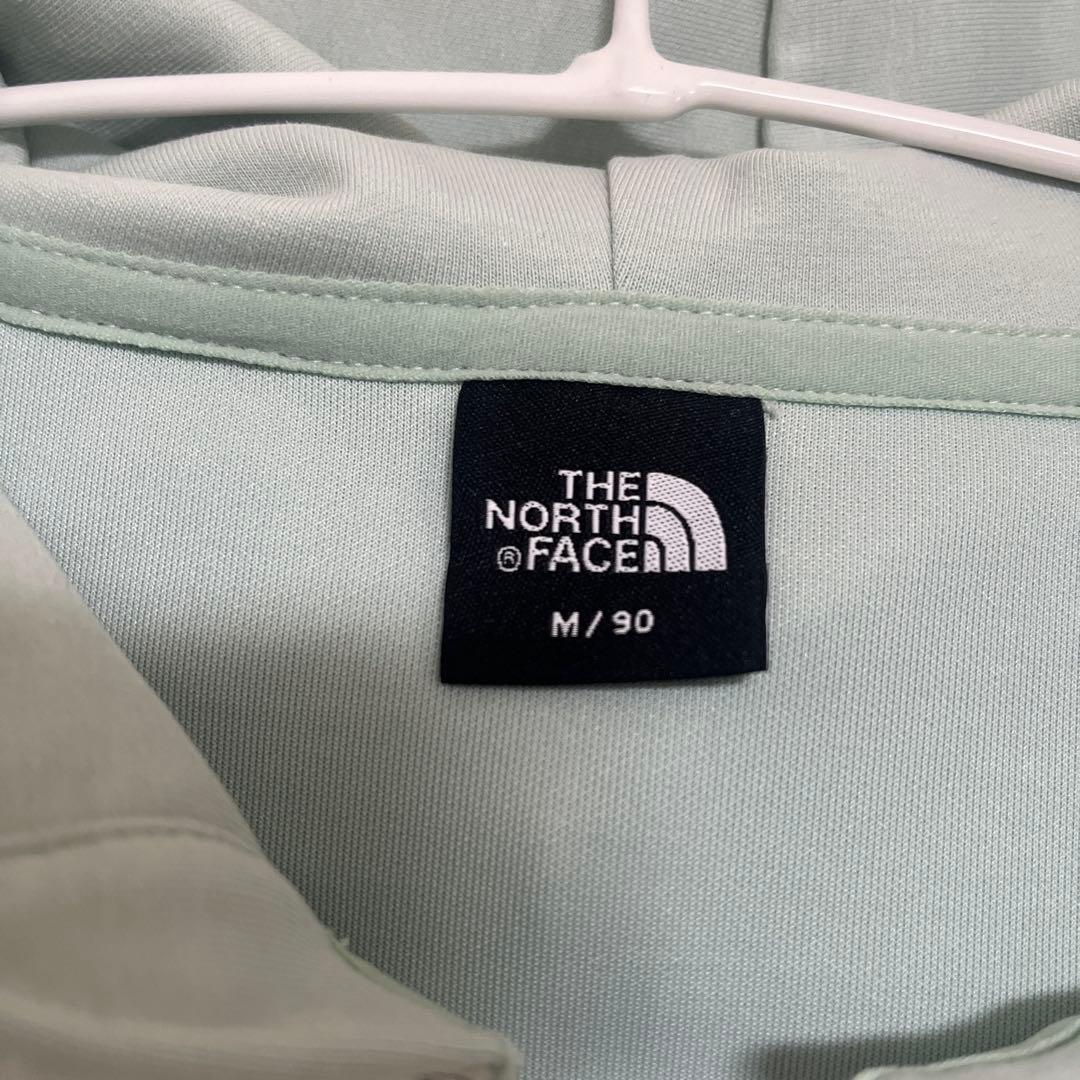 THE
NORTH
® FACE
M / 90